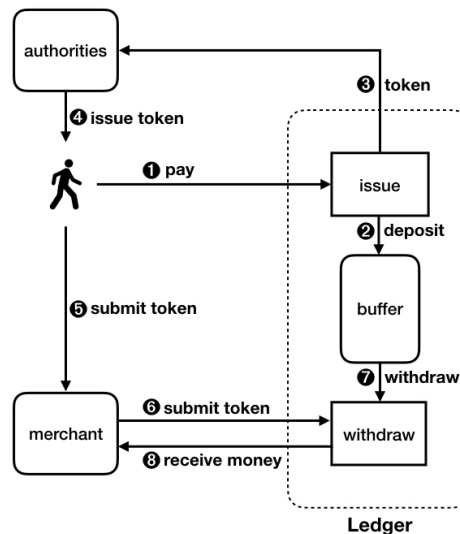 authorities
❸ token
❹ issue token
❶ pay
issue
❷ deposit
❺ submit token
buffer
❼ withdraw
merchant
❻ submit token
withdraw
❽ receive money
Ledger